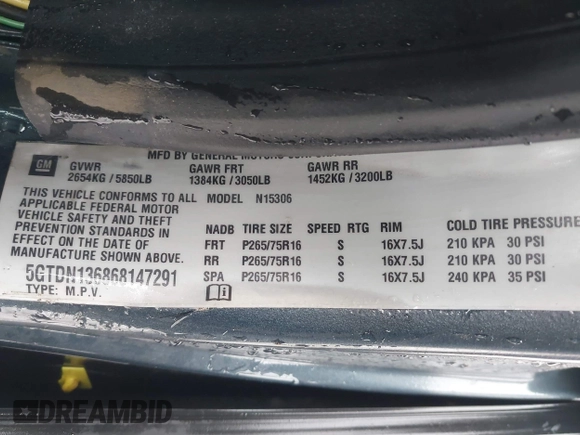 MFD BY GENERAL MOTORS CORPORATION
GM GVWR GAWR FRT GAWR RR
2654KG / 5850LB 1384KG / 3050LB 1452KG / 3200LB
THIS VEHICLE CONFORMS TO ALL MODEL N15306
APPLICABLE FEDERAL MOTOR
VEHICLE SAFETY AND THEFT
PREVENTION STANDARDS IN
EFFECT ON THE DATE OF
MANUFACTURE SHOWN ABOVE.
5GTDN136868147291
TYPE: M.P.V.
NADB TIRE SIZE SPEED RTG RIM COLD TIRE PRESSURE
FRT P265/75R16 S 16X7.5J 210 KPA 30 PSI
RR P265/75R16 S 16X7.5J 210 KPA 30 PSI
SPA P265/75R16 S 16X7.5J 240 KPA 35 PSI
DREAMBID